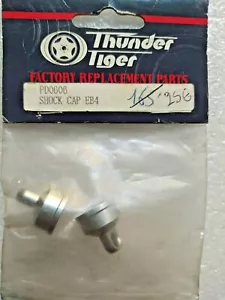 Thunder
Tiger
FACTORY REPLACEMENT PARTS
PD0606
SHOCK CAP EB4